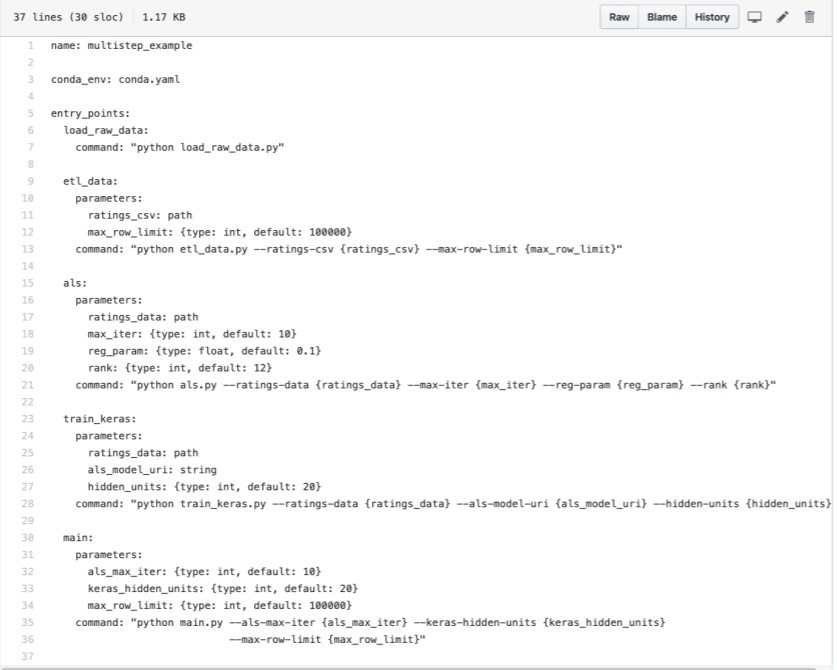 37 lines (30 sloc) 1.17 KB Raw Blame History
1 name: multistep_example
2
3 conda_env: conda.yaml
4
5 entry_points:
6   load_raw_data:
7     command: "python load_raw_data.py"
8
9   etl_data:
10     parameters:
11       ratings_csv: path
12       max_row_limit: {type: int, default: 100000}
13     command: "python etl_data.py --ratings-csv {ratings_csv} --max-row-limit {max_row_limit}"
14
15   als:
16     parameters:
17       ratings_data: path
18       max_iter: {type: int, default: 10}
19       reg_param: {type: float, default: 0.1}
20       rank: {type: int, default: 12}
21     command: "python als.py --ratings-data {ratings_data} --max-iter {max_iter} --reg-param {reg_param} --rank {rank}"
22
23   train_keras:
24     parameters:
25       ratings_data: path
26       als_model_uri: string
27       hidden_units: {type: int, default: 20}
28     command: "python train_keras.py --ratings-data {ratings_data} --als-model-uri {als_model_uri} --hidden-units {hidden_units}
29
30   main:
31     parameters:
32       als_max_iter: {type: int, default: 10}
33       keras_hidden_units: {type: int, default: 20}
34       max_row_limit: {type: int, default: 100000}
35     command: "python main.py --als-max-iter {als_max_iter} --keras-hidden-units {keras_hidden_units}
36                              --max-row-limit {max_row_limit}"
37